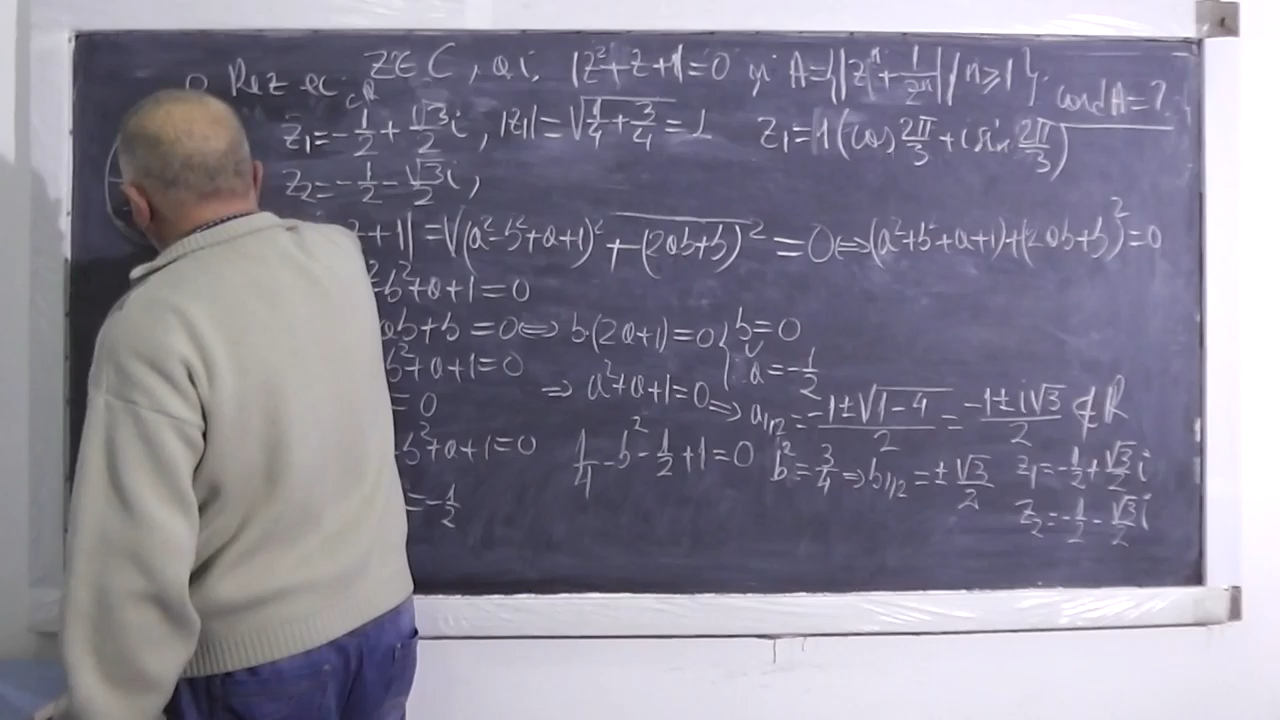 Rez ec z∈C, a.i. |z²+z+1|=0 și A={|zⁿ+1/zⁿ| / n≥1}. card A=?
z₁=-1/2+√3/2 i, |z₁|=√(1/4+3/4)=1 z₁=1(cos 2π/3+i sin 2π/3)
z₂=-1/2-√3/2 i,
z+1|=√(a²-b²+a+1)²+(2ab+b)²=0⇔(a²+b²+a+1)+(2ab+b)²=0
b²+a+1=0
ab+b=0⇔b·(2a+1)=0 { b=0
b²+a+1=0 v a=-1/2
=0 ⇒a²+a+1=0⇒a₁/₂=(-1±√(1-4))/2=(-1±i√3)/2 ∉R
-b²+a+1=0 1/4-b²-1/2+1=0 b²=3/4⇒b₁/₂=±√3/2 z₁=-1/2+√3/2 i
=-1/2 z₂=-1/2-√3/2 i